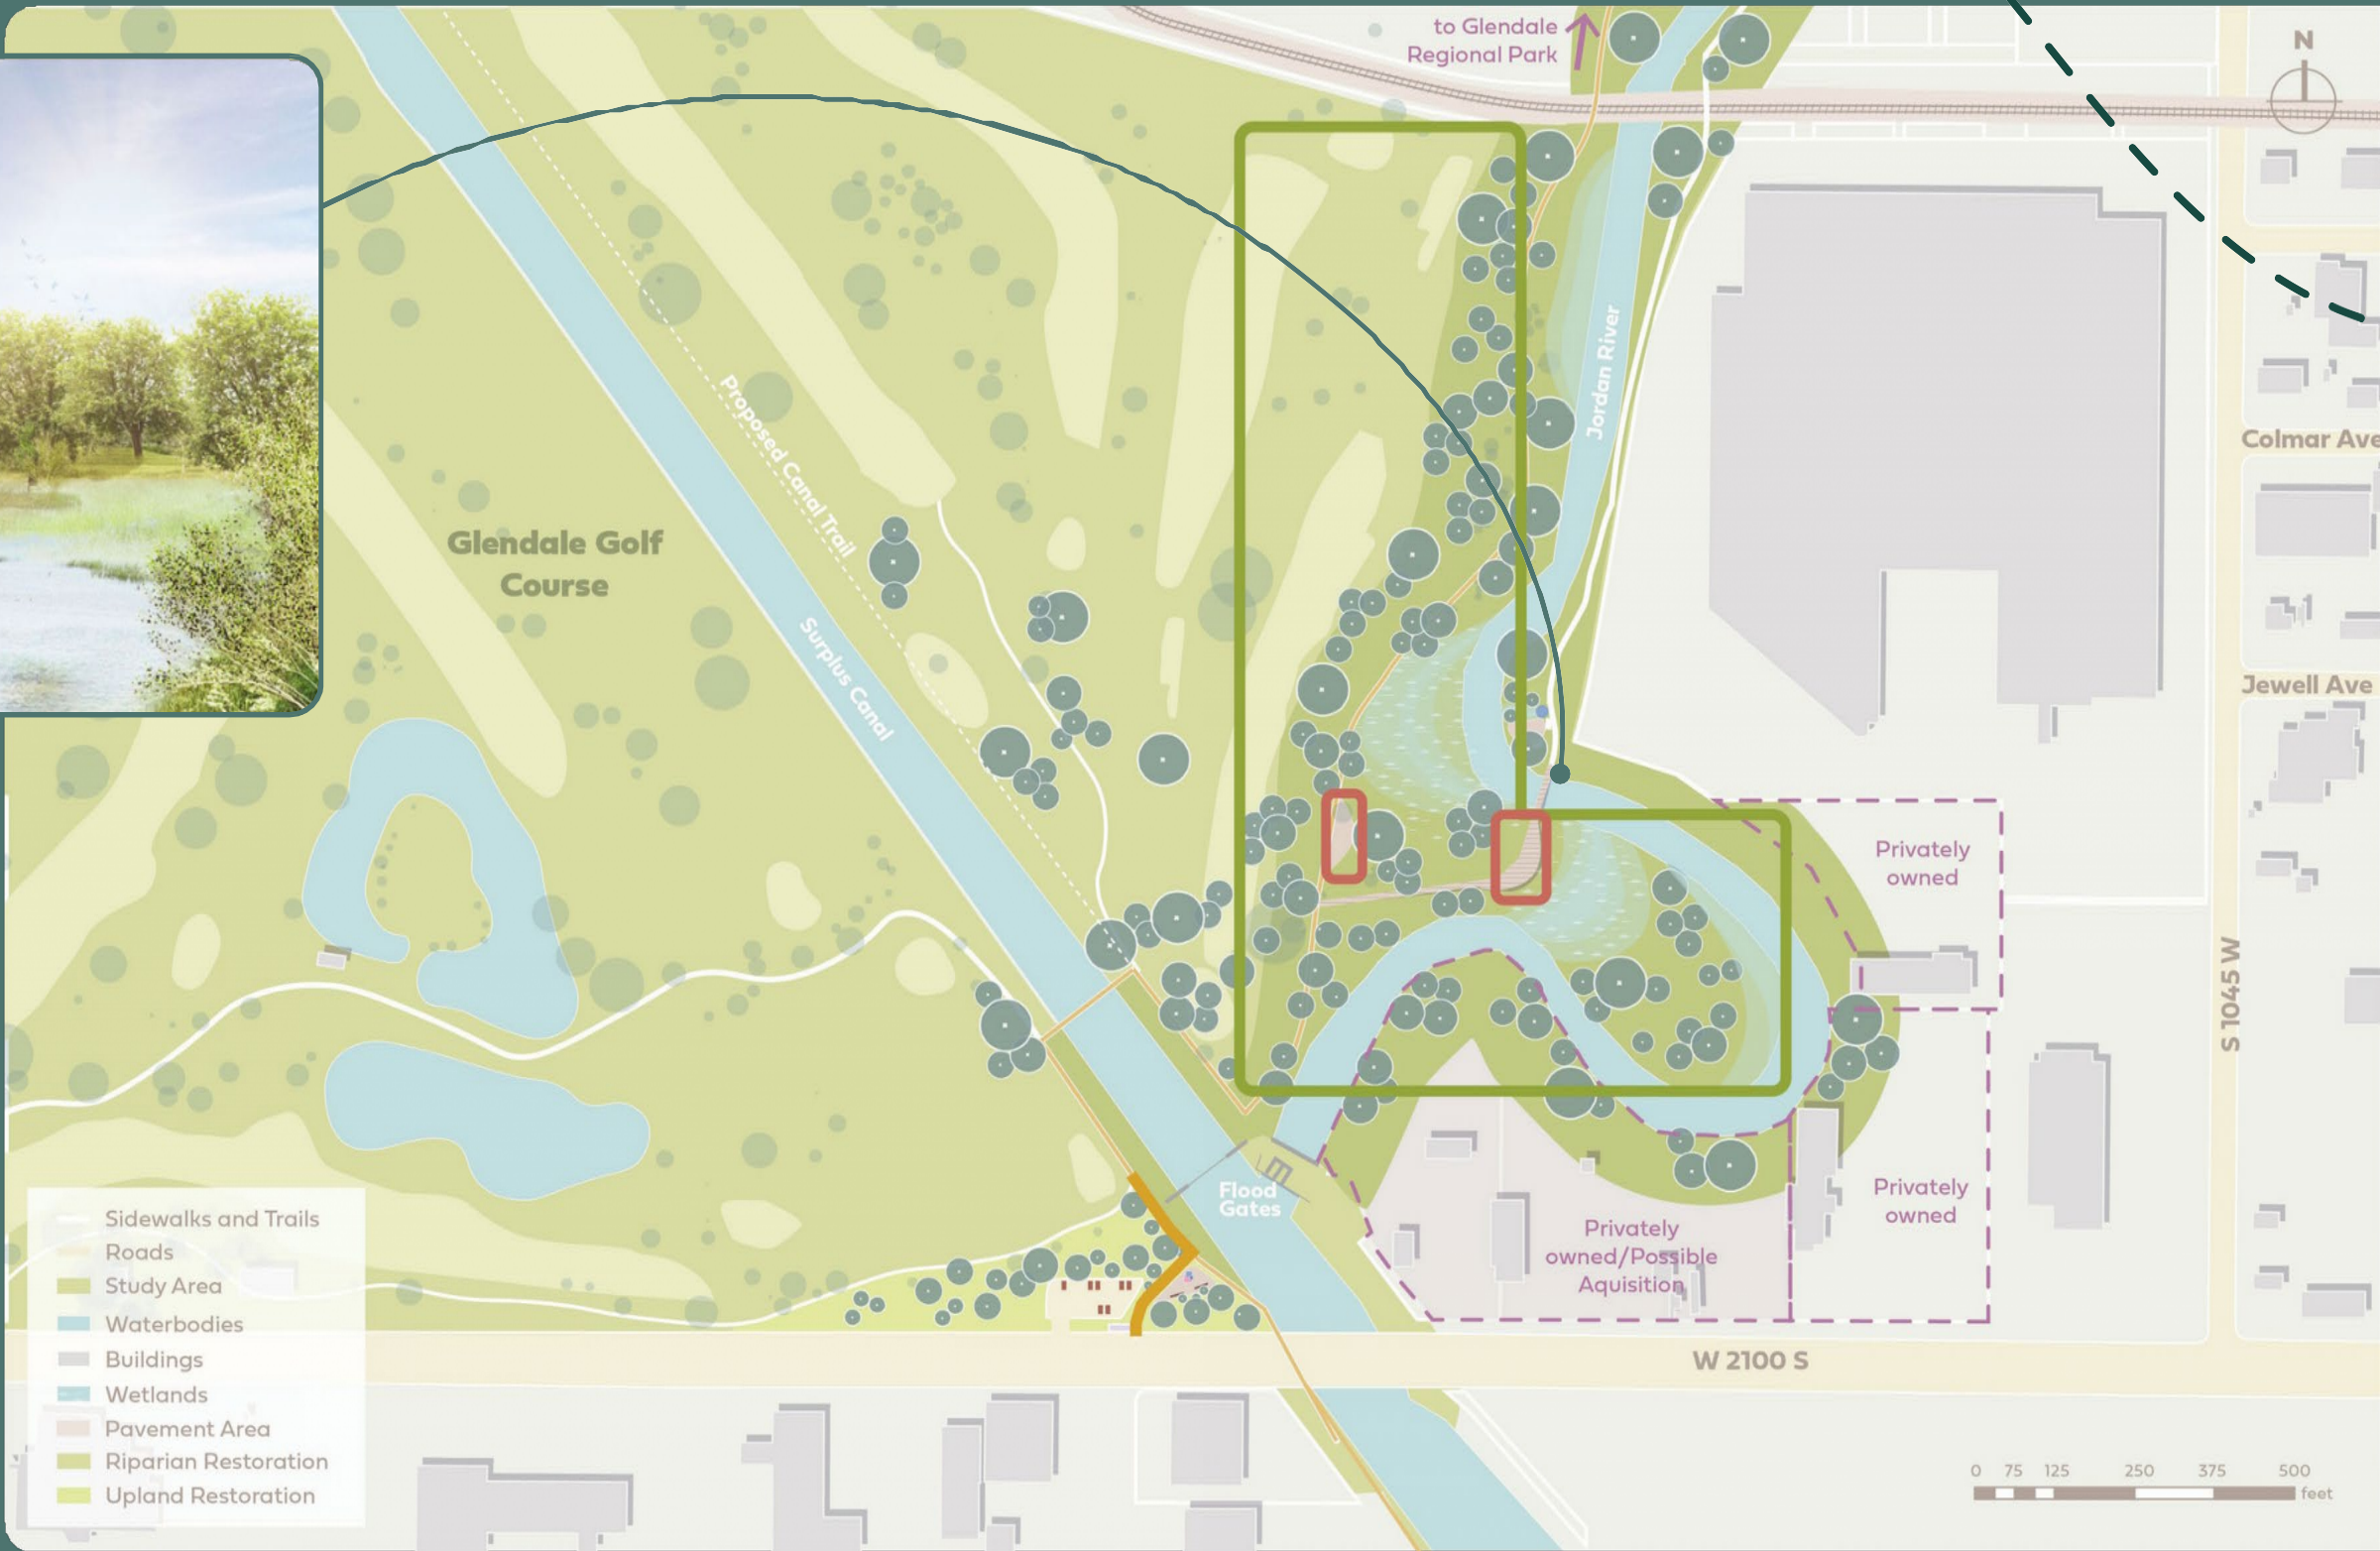 to Glendale
Regional Park
N
Jordan River
Colmar Ave
Proposed Canal Trail
Glendale Golf
Course
Surplus Canal
Jewell Ave
Privately
owned
S 1045 W
Flood
Gates
Privately
owned
Privately
owned/Possible
Aquisition
W 2100 S
Sidewalks and Trails
Roads
Study Area
Waterbodies
Buildings
Wetlands
Pavement Area
Riparian Restoration
Upland Restoration
0 75 125 250 375 500
feet